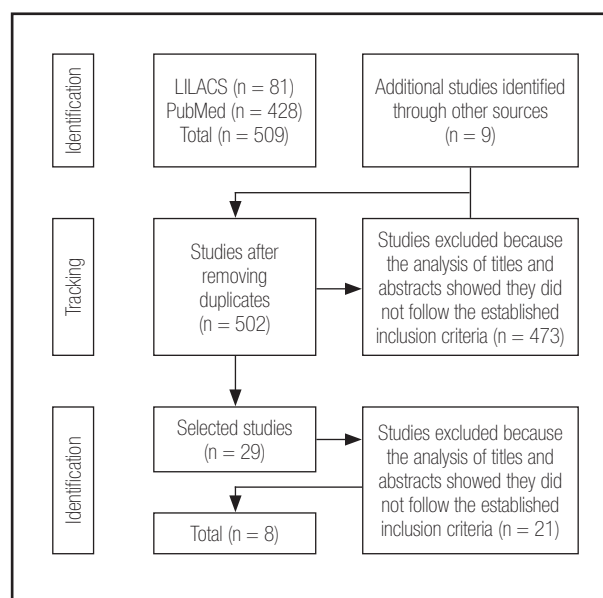 Identification
LILACS (n = 81)
PubMed (n = 428)
Total (n = 509)
Additional studies identified
through other sources
(n = 9)
Tracking
Studies after
removing
duplicates
(n = 502)
Studies excluded because
the analysis of titles and
abstracts showed they did
not follow the established
inclusion criteria (n = 473)
Identification
Selected studies
(n = 29)
Total (n = 8)
Studies excluded because
the analysis of titles and
abstracts showed they did
not follow the established
inclusion criteria (n = 21)